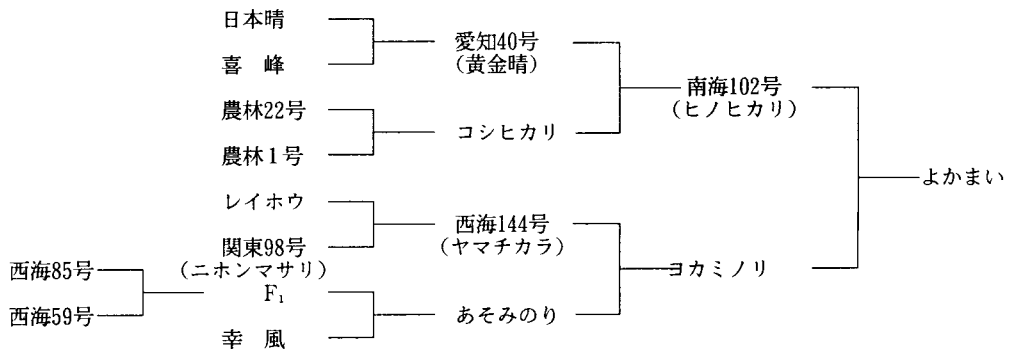 日本晴
喜 峰
愛知40号
(黄金晴)
農林22号
農林1号
コシヒカリ
南海102号
(ヒノヒカリ)
レイホウ
関東98号
(ニホンマサリ)
西海144号
(ヤマチカラ)
西海85号
西海59号
F₁
幸 風
あそみのり
ヨカミノリ
よかまい